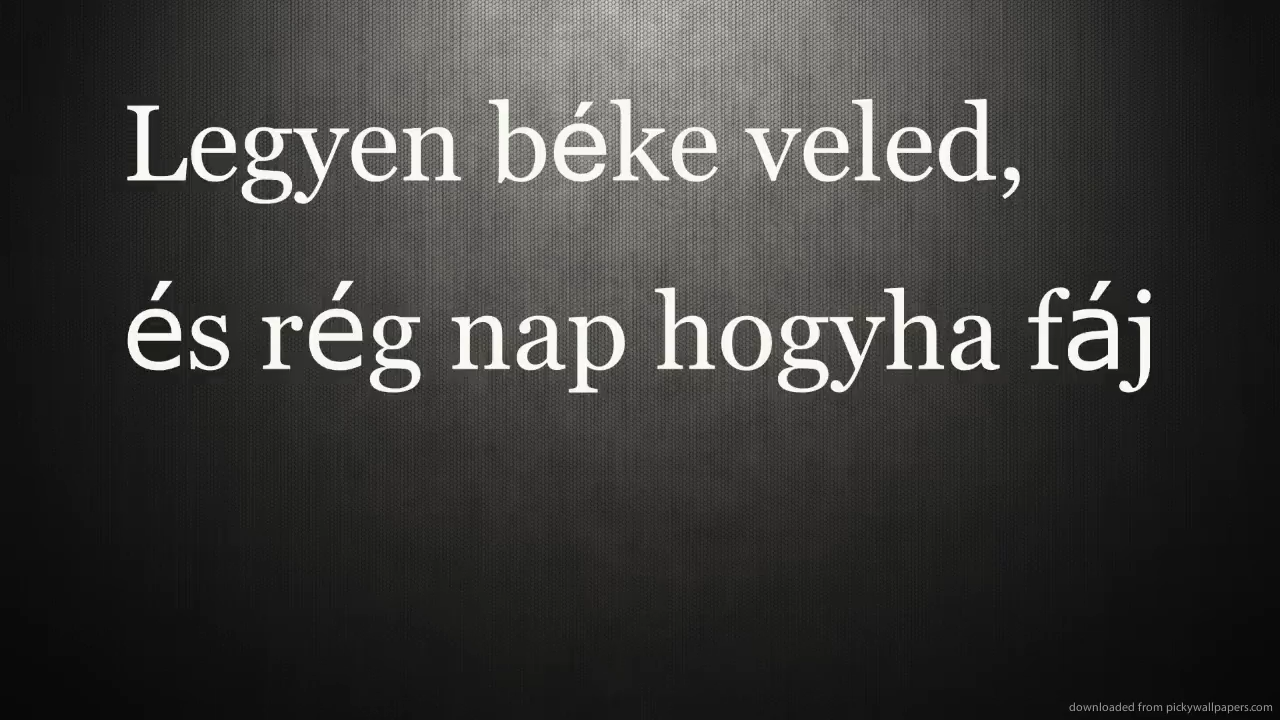 Legyen béke veled,
és rég nap hogyha fáj
downloaded from pickywallpapers.com